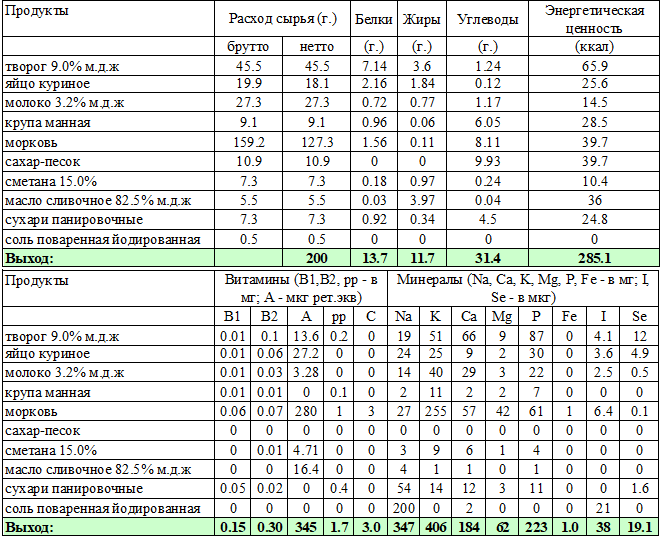 Продукты Расход сырья (г.) Белки Жиры Углеводы Энергетическая ценность
брутто нетто (г.) (г.) (г.) (ккал)
творог 9.0% м.д.ж 45.5 45.5 7.14 3.6 1.24 65.9
яйцо куриное 19.9 18.1 2.16 1.84 0.12 25.6
молоко 3.2% м.д.ж 27.3 27.3 0.72 0.77 1.17 14.5
крупа манная 9.1 9.1 0.96 0.06 6.05 28.5
морковь 159.2 127.3 1.56 0.11 8.11 39.7
сахар-песок 10.9 10.9 0 0 9.93 39.7
сметана 15.0% 7.3 7.3 0.18 0.97 0.24 10.4
масло сливочное 82.5% м.д.ж 5.5 5.5 0.03 3.97 0.04 36
сухари панировочные 7.3 7.3 0.92 0.34 4.5 24.8
соль поваренная йодированная 0.5 0.5 0 0 0 0
Выход: 200 13.7 11.7 31.4 285.1
Продукты Витамины (В1,В2, рр - в мг; А - мкг рет.экв) Минералы (Na, Ca, K, Mg, P, Fe - в мг; I, Se - в мкг)
В1 В2 А рр С Na K Ca Mg P Fe I Se
творог 9.0% м.д.ж 0.01 0.1 13.6 0.2 0 19 51 66 9 87 0 4.1 12
яйцо куриное 0.01 0.06 27.2 0 0 24 25 9 2 30 0 3.6 4.9
молоко 3.2% м.д.ж 0.01 0.03 3.28 0 0 14 40 29 3 22 0 2.5 0.5
крупа манная 0.01 0.01 0 0.1 0 2 11 2 2 7 0 0 0
морковь 0.06 0.07 280 1 3 27 255 57 42 61 1 6.4 0.1
сахар-песок 0 0 0 0 0 0 0 0 0 0 0 0 0
сметана 15.0% 0 0.01 4.71 0 0 3 9 6 1 4 0 0 0
масло сливочное 82.5% м.д.ж 0 0 16.4 0 0 4 1 1 0 1 0 0 0
сухари панировочные 0.05 0.02 0 0.4 0 54 14 12 3 11 0 0 1.6
соль поваренная йодированная 0 0 0 0 0 200 0 2 0 0 0 21 0
Выход: 0.15 0.30 345 1.7 3.0 347 406 184 62 223 1.0 38 19.1